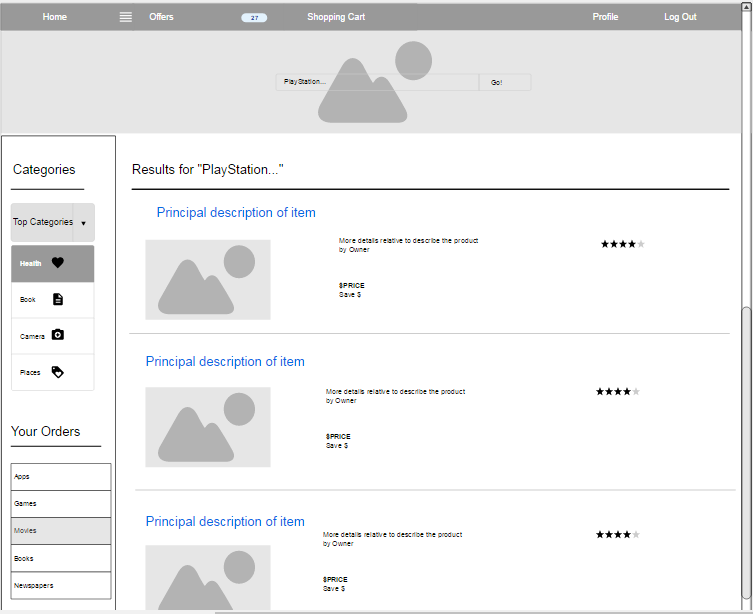 Home
Offers
27
Shopping Cart
Profile
Log Out
PlayStation...
Go!
Categories
Top Categories
Health
Book
Camera
Places
Your Orders
Apps
Games
Movies
Books
Newspapers
Results for "PlayStation..."
Principal description of item
More details relative to describe the product
by Owner
$PRICE
Save $
Principal description of item
More details relative to describe the product
by Owner
$PRICE
Save $
Principal description of item
More details relative to describe the product
by Owner
$PRICE
Save $